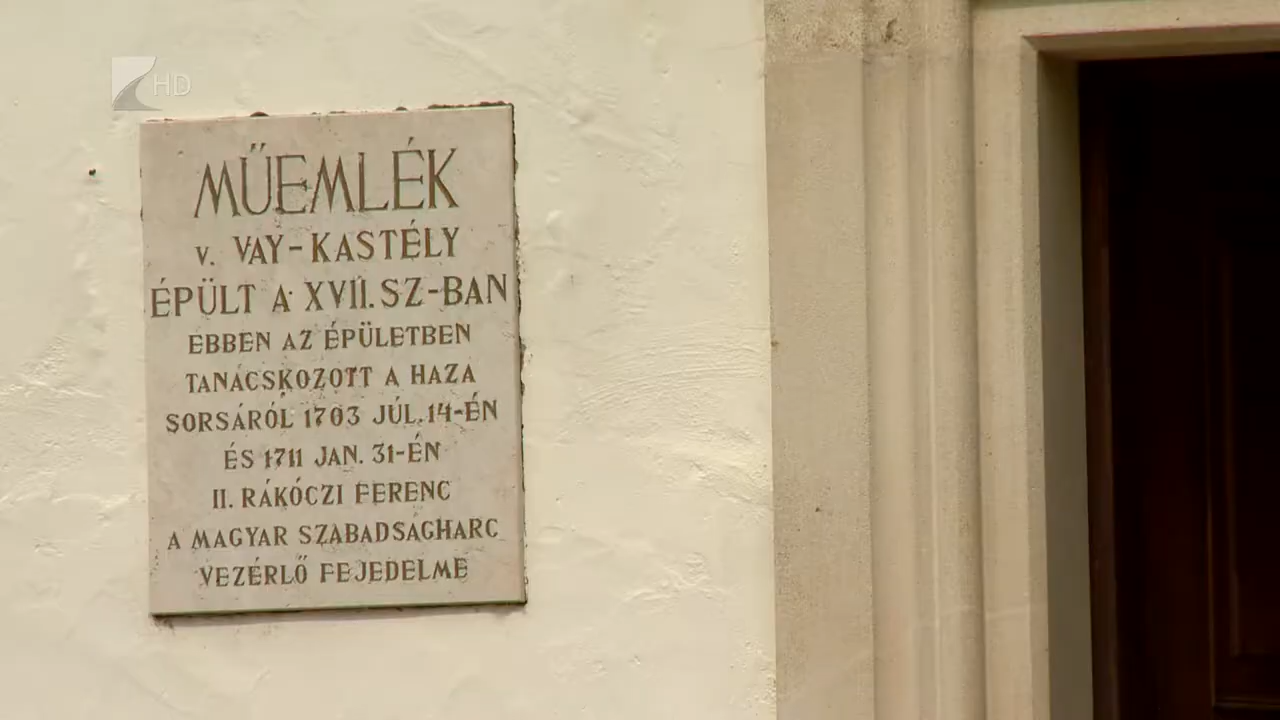 HD
MŰEMLÉK
V. VAY-KASTÉLY
ÉPÜLT A XVII. SZ-BAN
EBBEN AZ ÉPÜLETBEN
TANÁCSKOZOTT A HAZA
SORSÁRÓL 1703 JÚL. 14-ÉN
ÉS 1711 JAN. 31-ÉN
II. RÁKÓCZI FERENC
A MAGYAR SZABADSÁGHARC
VEZÉRLŐ FEJEDELME